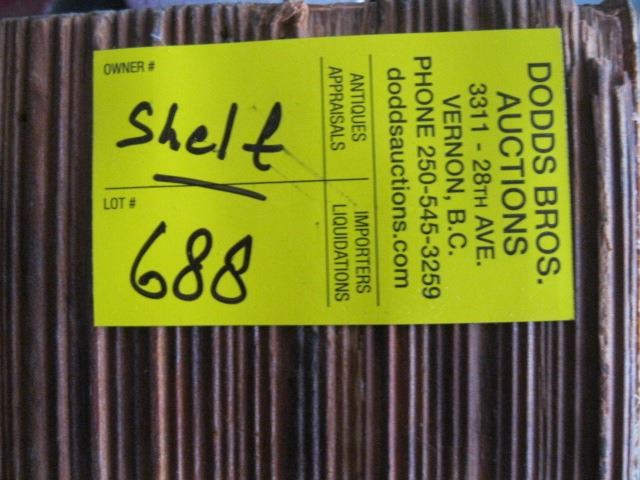 OWNER #
Shelf
LOT #
688
ANTIQUES
APPRAISALS
IMPORTERS
LIQUIDATIONS
DODDS BROS.
AUCTIONS
3311 - 28TH AVE.
VERNON, B.C.
PHONE 250-545-3259
doddsauctions.com